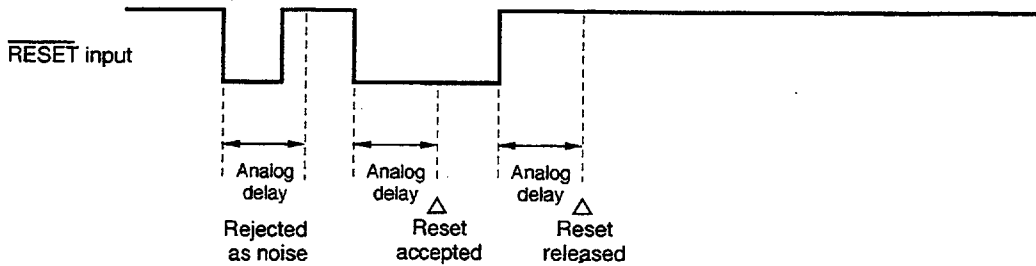 RESET input
Analog
delay
Analog
delay
Analog
delay
Rejected
as noise
Reset
accepted
Reset
released